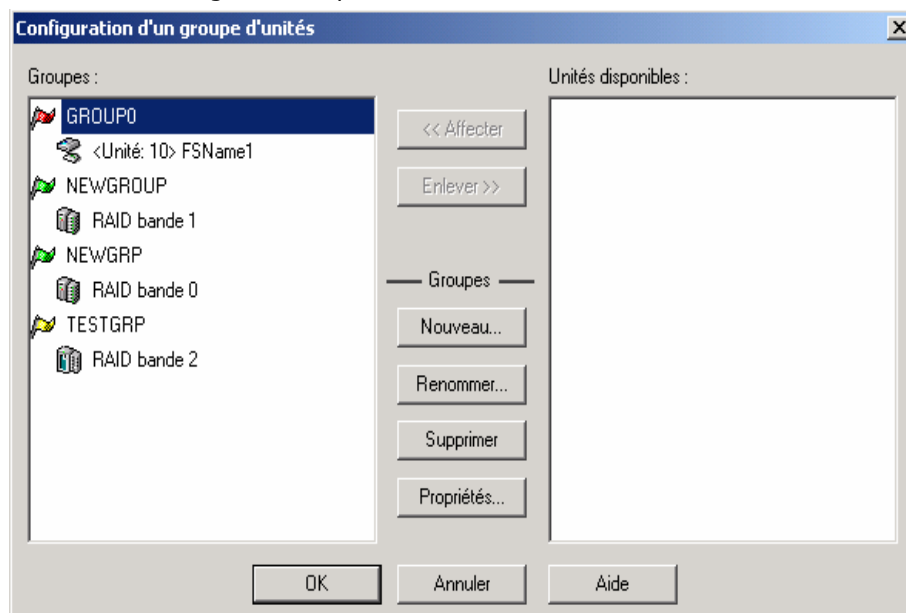 Configuration d'un groupe d'unités
Groupes :
GROUP0
<Unité: 10> FSName1
NEWGROUP
RAID bande 1
NEWGRP
RAID bande 0
TESTGRP
RAID bande 2
<< Affecter
Enlever >>
Groupes
Nouveau...
Renommer...
Supprimer
Propriétés...
Unités disponibles :
OK
Annuler
Aide